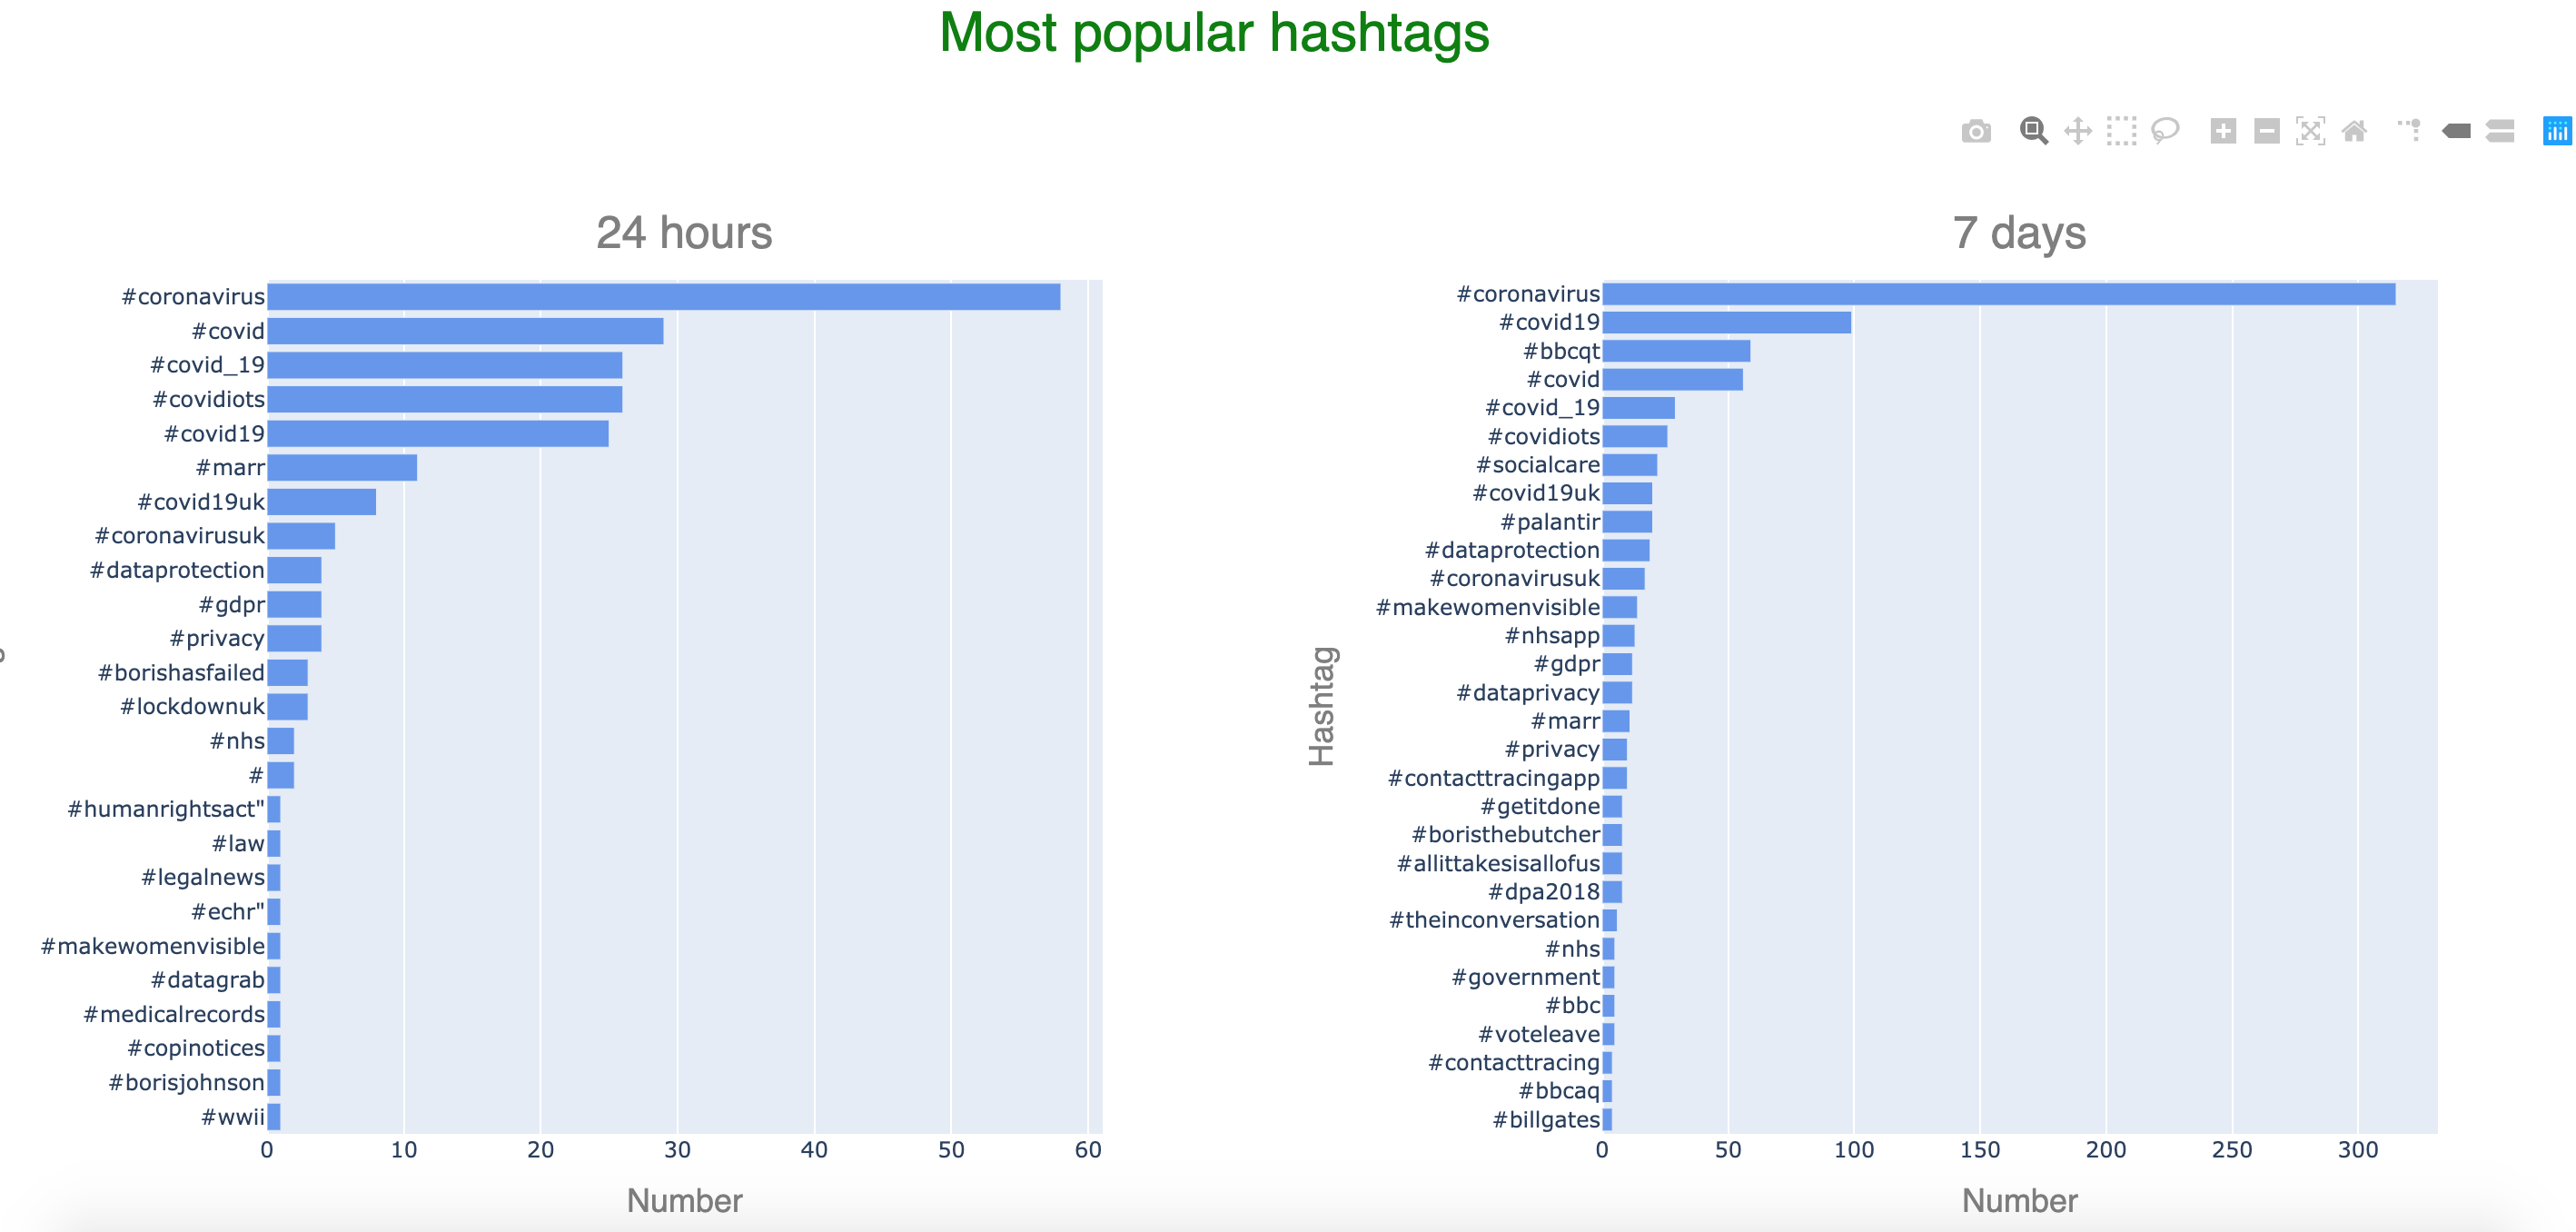 Most popular hashtags
24 hours
#coronavirus
#covid
#covid_19
#covidiots
#covid19
#marr
#covid19uk
#coronavirusuk
#dataprotection
#gdpr
#privacy
#borishasfailed
#lockdownuk
#nhs
#
#humanrightsact"
#law
#legalnews
#echr"
#makewomenvisible
#datagrab
#medicalrecords
#copinotices
#borisjohnson
#wwii
0 10 20 30 40 50 60
Number
7 days
Hashtag
#coronavirus
#covid19
#bbcqt
#covid
#covid_19
#covidiots
#socialcare
#covid19uk
#palantir
#dataprotection
#coronavirusuk
#makewomenvisible
#nhsapp
#gdpr
#dataprivacy
#marr
#privacy
#contacttracingapp
#getitdone
#boristhebutcher
#allittakesisallofus
#dpa2018
#theinconversation
#nhs
#government
#bbc
#voteleave
#contacttracing
#bbcaq
#billgates
0 50 100 150 200 250 300
Number